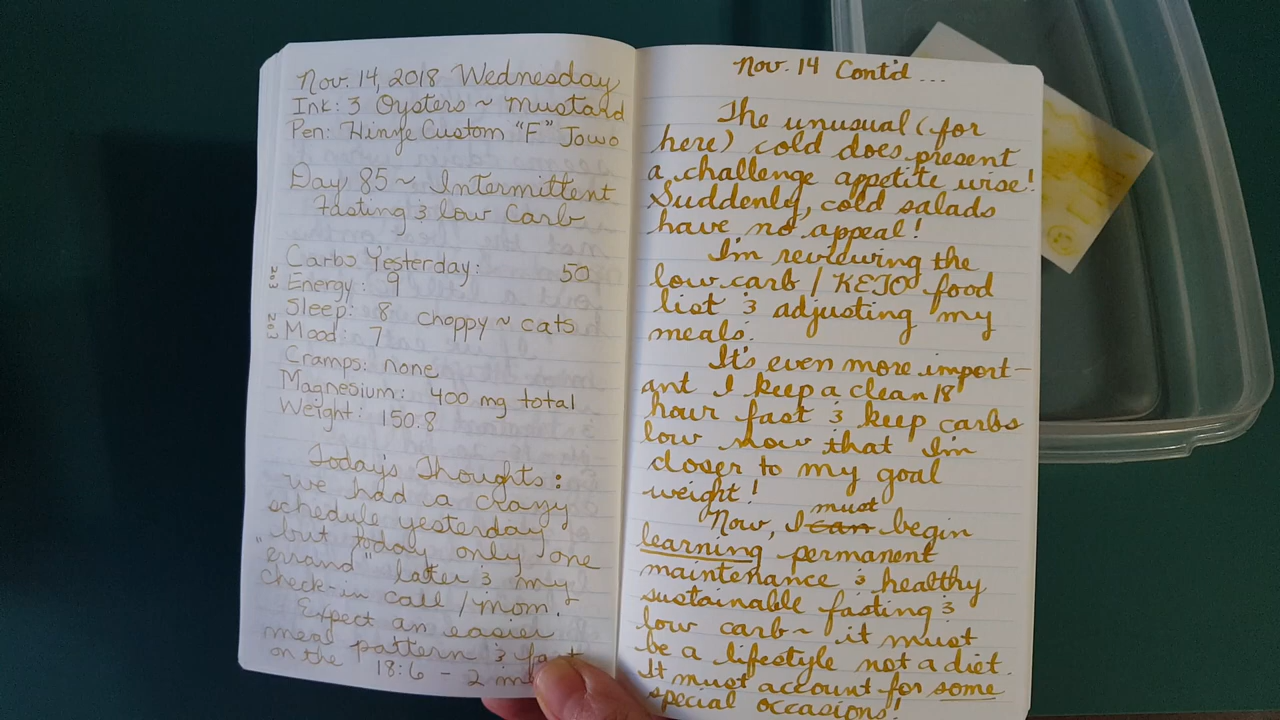 Nov. 14, 2018 Wednesday
Ink: 3 Oysters ~ mustard
Pen: Hinze Custom "F" Jowo
Day 85 ~ Intermittent
Fasting & low Carb
Carbs Yesterday: 50
Energy: 9
Sleep: 8 choppy ~ cats
Mood: 7
Cramps: none
Magnesium: 400 mg total
Weight: 150.8
Today's Thoughts:
we had a crazy
schedule yesterday
but today only one
"errand" later & my
check-in call / mom.
Expect an easier
meal pattern & fast
on the 18:6 - 2
Nov. 14 Cont'd ...
The unusual (for
here) cold does present
a challenge appetite wise!
Suddenly, cold salads
have no appeal!
I'm reviewing the
low carb / KETO food
list & adjusting my
meals.
It's even more import-
ant I keep a clean 18
hour fast & keep carbs
low now that I'm
closer to my goal
weight!
must
Now, I can begin
learning permanent
maintenance & healthy
sustainable fasting &
low carb ~ it must
be a lifestyle not a diet.
It must account for some
special occasions!